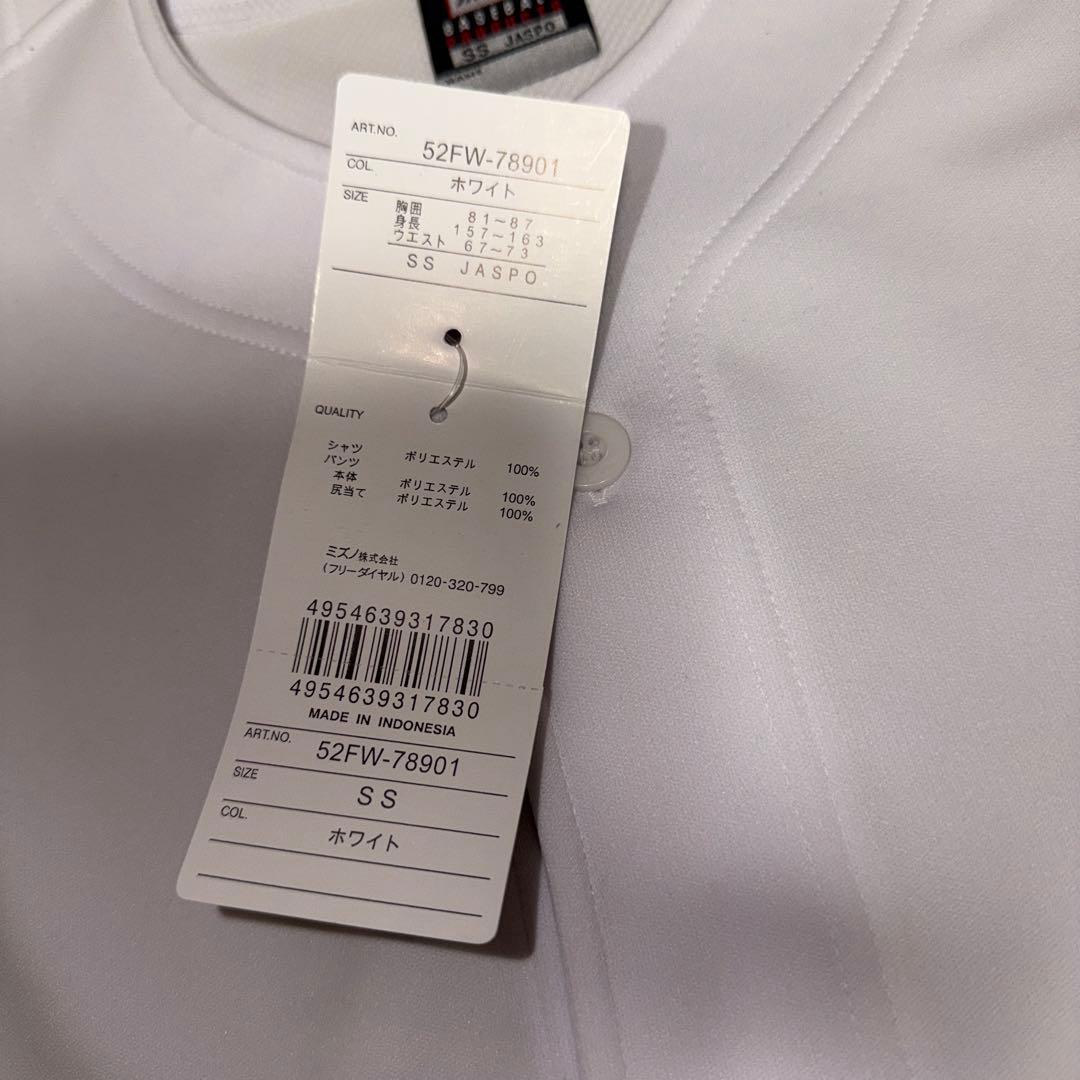 BASEBALL
PRODUCTS
SS JASPO
ART.NO.
52FW-78901
COL.
ホワイト
SIZE
胸囲 81～87
身長 157～163
ウエスト 67～73
SS JASPO
QUALITY
シャツ ポリエステル 100%
パンツ
本体 ポリエステル 100%
尻当て ポリエステル 100%
ミズノ株式会社
(フリーダイヤル) 0120-320-799
4954639317830
4954639317830
MADE IN INDONESIA
ART.NO.
52FW-78901
SIZE
SS
COL.
ホワイト